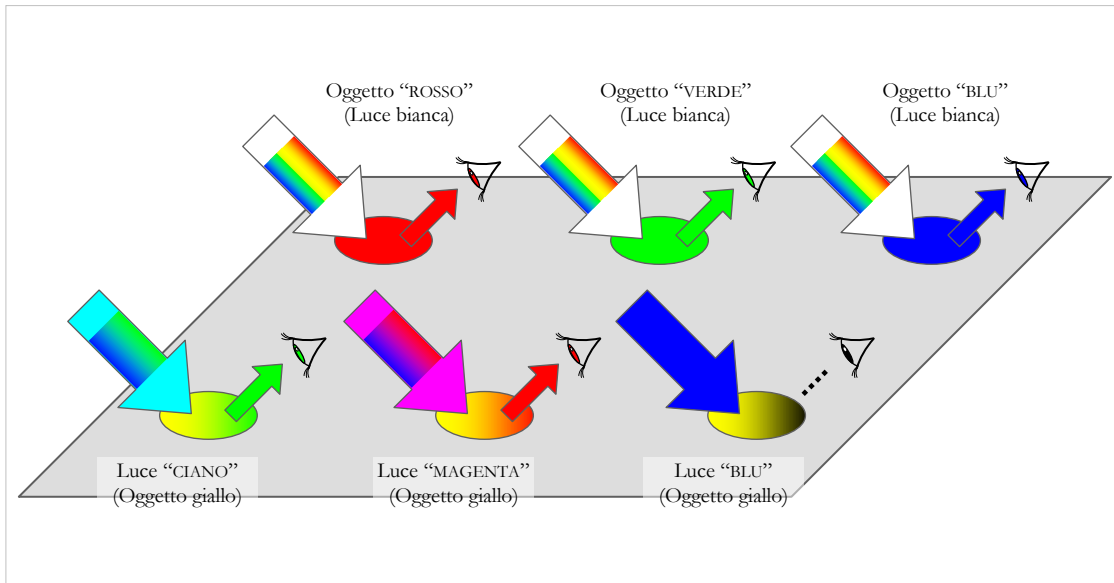 Oggetto “ROSSO”
(Luce bianca)
Oggetto “VERDE”
(Luce bianca)
Oggetto “BLU”
(Luce bianca)
Luce “CIANO”
(Oggetto giallo)
Luce “MAGENTA”
(Oggetto giallo)
Luce “BLU”
(Oggetto giallo)